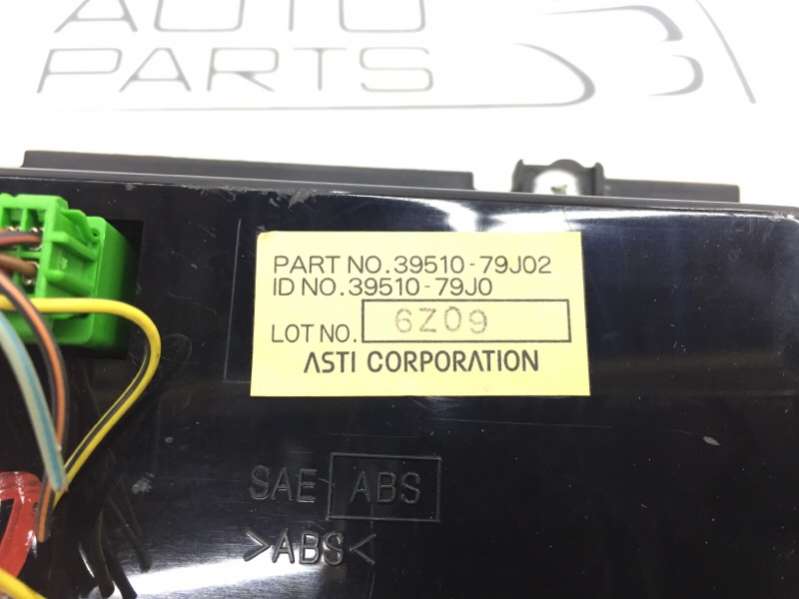 AUTO
PARTS
PART NO.39510-79J02
ID NO.39510-79J0
LOT NO. 6Z09
ASTI CORPORATION
SAE ABS
>ABS<